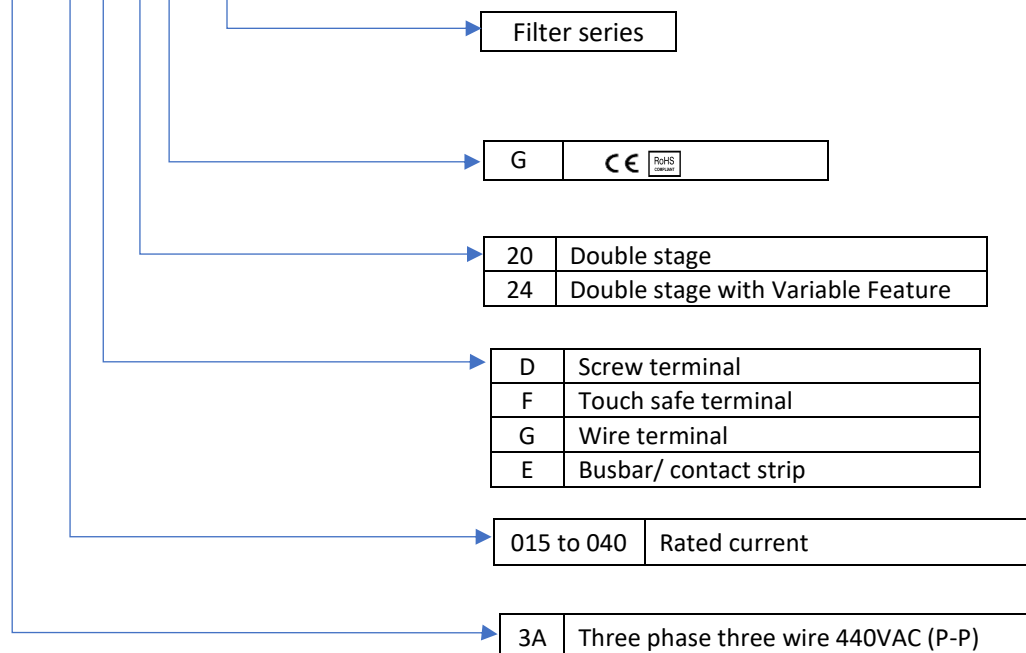 Filter series
G CE RoHS COMPLIANT
20 Double stage
24 Double stage with Variable Feature
D Screw terminal
F Touch safe terminal
G Wire terminal
E Busbar/ contact strip
015 to 040 Rated current
3A Three phase three wire 440VAC (P-P)